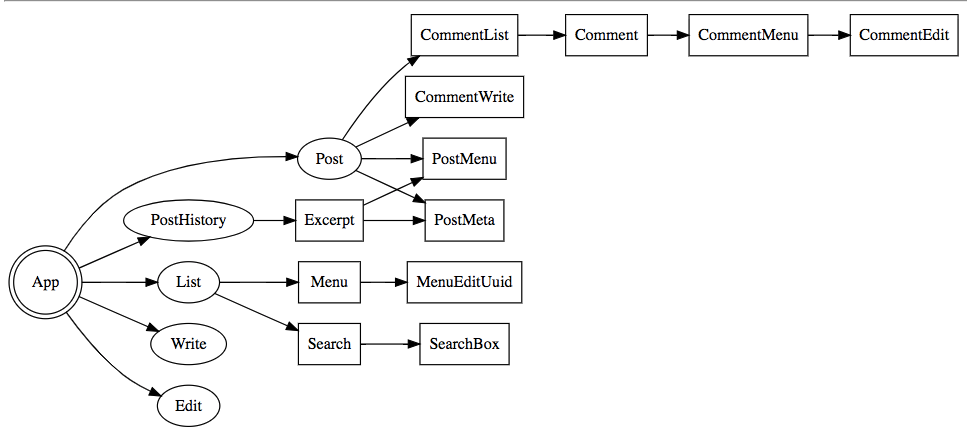 CommentList
Comment
CommentMenu
CommentEdit
CommentWrite
Post
PostMenu
PostHistory
Excerpt
PostMeta
App
List
Menu
MenuEditUuid
Write
Search
SearchBox
Edit